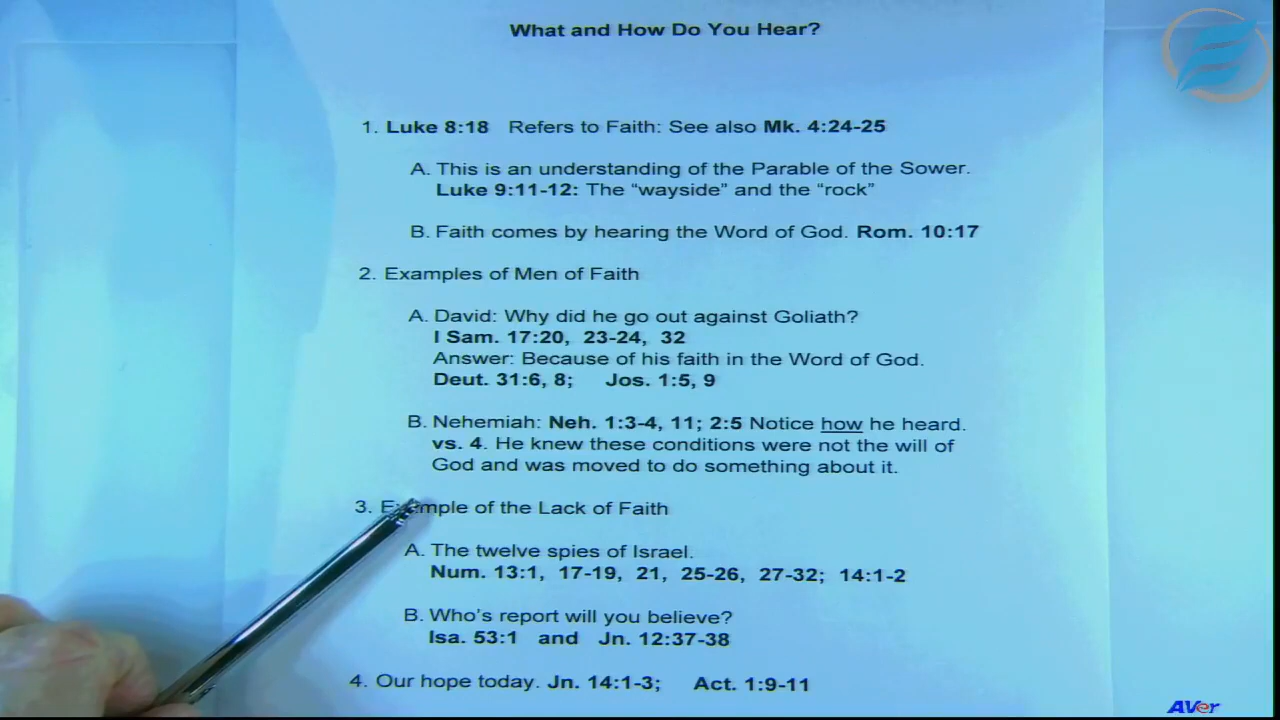 What and How Do You Hear?
1. Luke 8:18 Refers to Faith: See also Mk. 4:24-25
A. This is an understanding of the Parable of the Sower.
Luke 9:11-12: The “wayside” and the “rock”
B. Faith comes by hearing the Word of God. Rom. 10:17
2. Examples of Men of Faith
A. David: Why did he go out against Goliath?
I Sam. 17:20, 23-24, 32
Answer: Because of his faith in the Word of God.
Deut. 31:6, 8; Jos. 1:5, 9
B. Nehemiah: Neh. 1:3-4, 11; 2:5 Notice how he heard.
vs. 4. He knew these conditions were not the will of
God and was moved to do something about it.
3. Example of the Lack of Faith
A. The twelve spies of Israel.
Num. 13:1, 17-19, 21, 25-26, 27-32; 14:1-2
B. Who’s report will you believe?
Isa. 53:1 and Jn. 12:37-38
4. Our hope today. Jn. 14:1-3; Act. 1:9-11
AVer